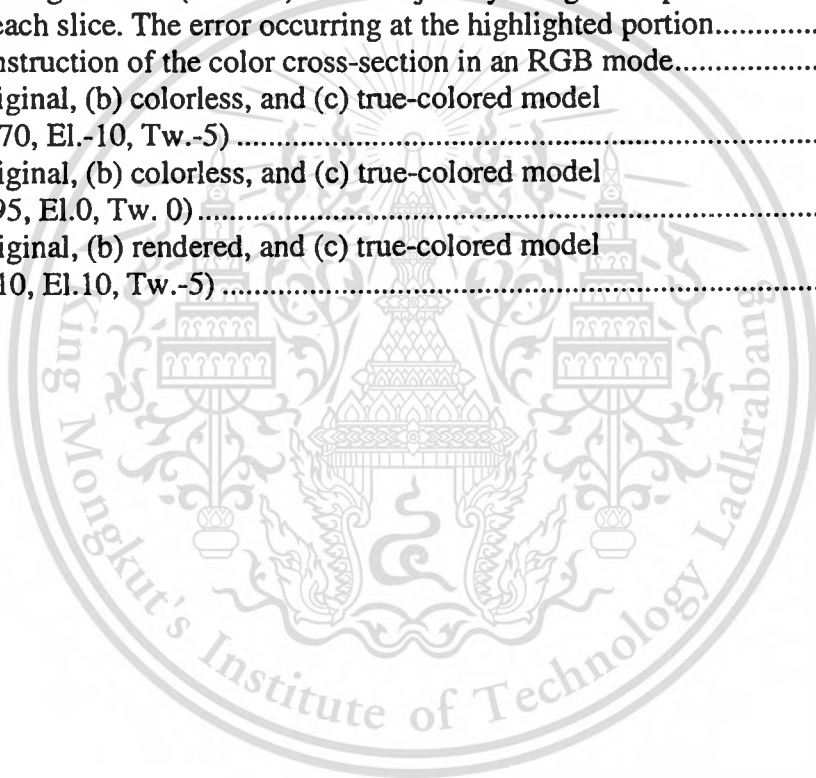 each slice. The error occurring at the highlighted portion..............
nstruction of the color cross-section in an RGB mode...................
iginal, (b) colorless, and (c) true-colored model
70, El.-10, Tw.-5) ..........................................................................................
iginal, (b) colorless, and (c) true-colored model
95, El.0, Tw. 0)................................................................................................
iginal, (b) rendered, and (c) true-colored model
10, El.10, Tw.-5) ............................................................................................
King Mongkut's Institute of Technology Ladkrabang